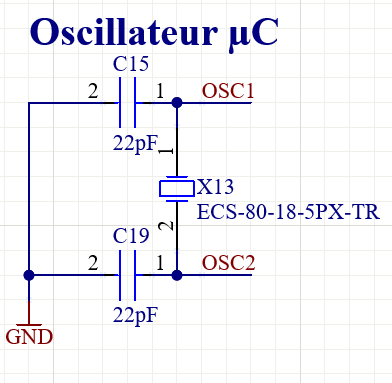 Oscillateur µC
C15
2 1 OSC1
22pF
1
X13
ECS-80-18-5PX-TR
2
C19
2 1 OSC2
22pF
GND